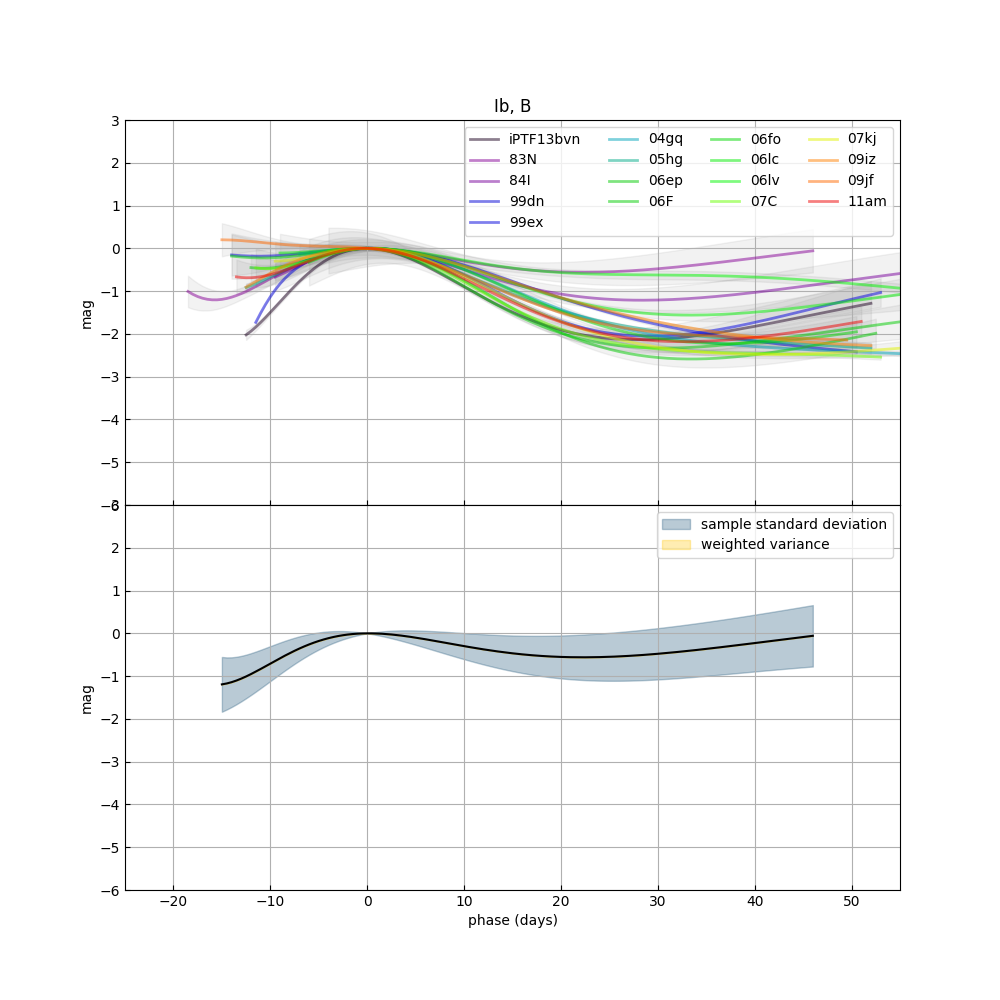 Ib, B
3
2
1
0
−1
−2
−3
−4
−5
−6
mag
iPTF13bvn
83N
84I
99dn
99ex
04gq
05hg
06ep
06F
06fo
06lc
06lv
07C
07kj
09iz
09jf
11am
3
2
1
0
−1
−2
−3
−4
−5
−6
mag
sample standard deviation
weighted variance
−20 −10 0 10 20 30 40 50
phase (days)